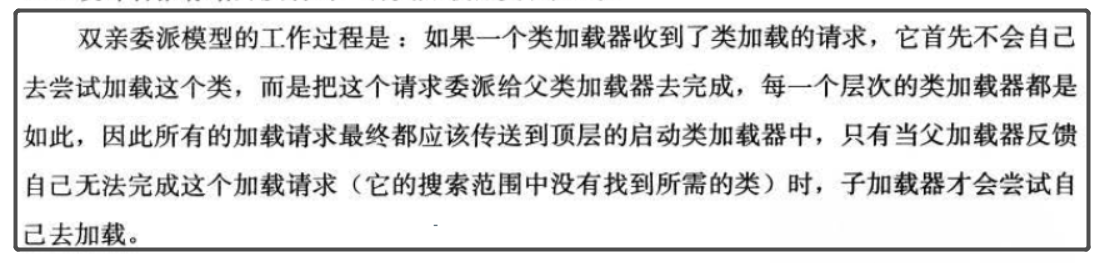 双亲委派模型的工作过程是：如果一个类加载器收到了类加载的请求，它首先不会自己
去尝试加载这个类，而是把这个请求委派给父类加载器去完成，每一个层次的类加载器都是
如此，因此所有的加载请求最终都应该传送到顶层的启动类加载器中，只有当父加载器反馈
自己无法完成这个加载请求（它的搜索范围中没有找到所需的类）时，子加载器才会尝试自
己去加载。